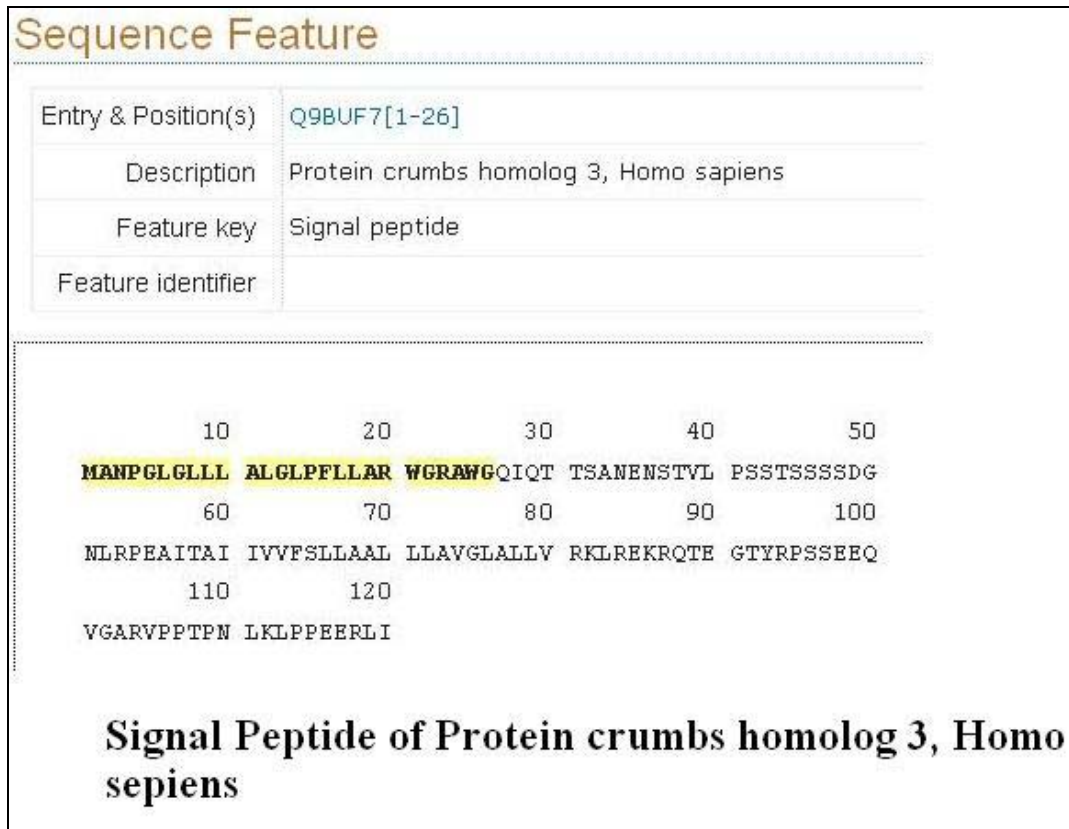 Sequence Feature
Entry & Position(s) Q9BUF7[1-26]
Description Protein crumbs homolog 3, Homo sapiens
Feature key Signal peptide
Feature identifier
10 20 30 40 50
MANPGLGLLL ALGLPFLLAR WGRAWGQIQT TSANENSTVL PSSTSSSSDG
60 70 80 90 100
NLRPEAITAI IVVFSLLAAL LLAVGLALLV RKLREKRQTE GTYRPSSEEQ
110 120
VGARVPPTPN LKLPPEERLI
Signal Peptide of Protein crumbs homolog 3, Homo
sepiens